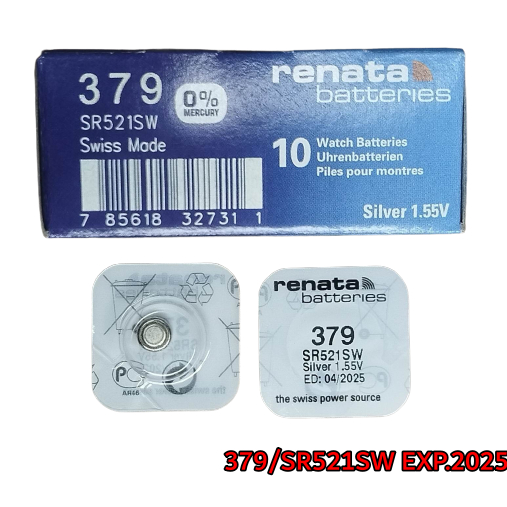 379
0%
MERCURY
SR521SW
Swiss Made
7 85618 32731 1
renata
batteries
10 Watch Batteries
Uhrenbatterien
Piles pour montres
Silver 1.55V
PC
AH46
renata
batteries
379
SR521SW
Silver 1.55V
ED: 04/2025
the swiss power source
379/SR521SW EXP.2025